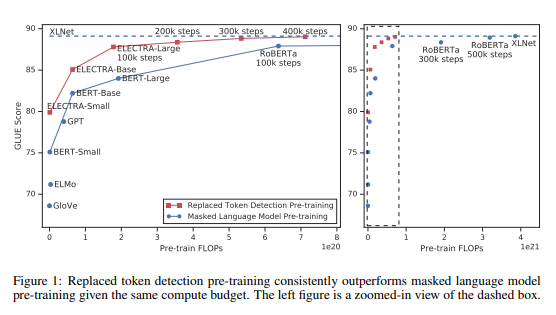 XLNet
200k steps
300k steps
400k steps
ELECTRA-Large
100k steps
RoBERTa
100k steps
ELECTRA-Base
BERT-Large
BERT-Base
ELECTRA-Small
GPT
BERT-Small
ELMo
GloVe
90
85
80
75
70
GLUE Score
Replaced Token Detection Pre-training
Masked Language Model Pre-training
0 1 2 3 4 5 6 7 8
1e20
Pre-train FLOPs
RoBERTa
300k steps
RoBERTa
500k steps
XLNet
90
85
80
75
70
0 1 2 3 4
1e21
Pre-train FLOPs
Figure 1: Replaced token detection pre-training consistently outperforms masked language model
pre-training given the same compute budget. The left figure is a zoomed-in view of the dashed box.